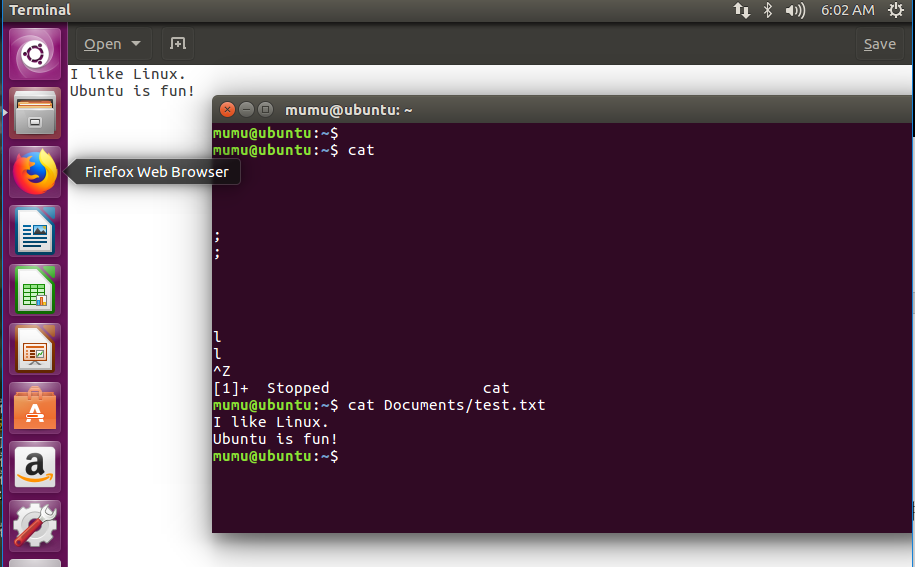 Terminal
6:02 AM
Open
Save
I like Linux.
Ubuntu is fun!
Firefox Web Browser
mumu@ubuntu: ~
mumu@ubuntu:~$
mumu@ubuntu:~$ cat
;
;
l
l
^Z
[1]+  Stopped                 cat
mumu@ubuntu:~$ cat Documents/test.txt
I like Linux.
Ubuntu is fun!
mumu@ubuntu:~$